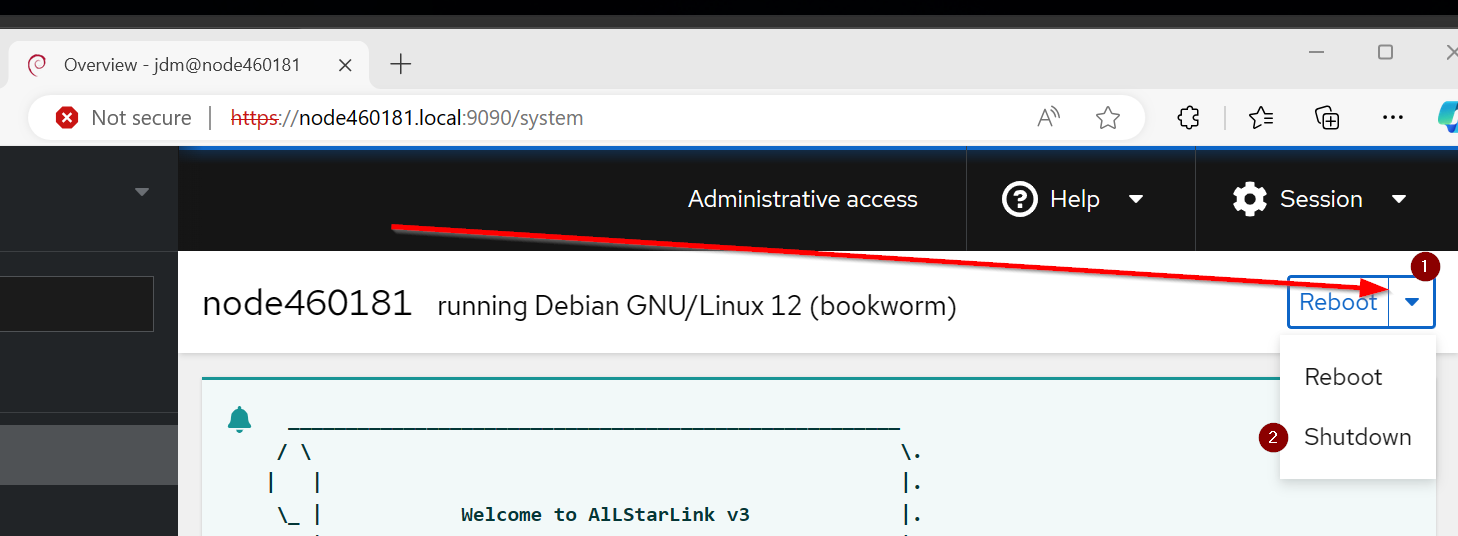 Overview - jdm@node460181
Not secure | https://node460181.local:9090/system
Administrative access
Help
Session
1
node460181 running Debian GNU/Linux 12 (bookworm)
Reboot
Reboot
2 Shutdown
Welcome to AlLStarLink v3